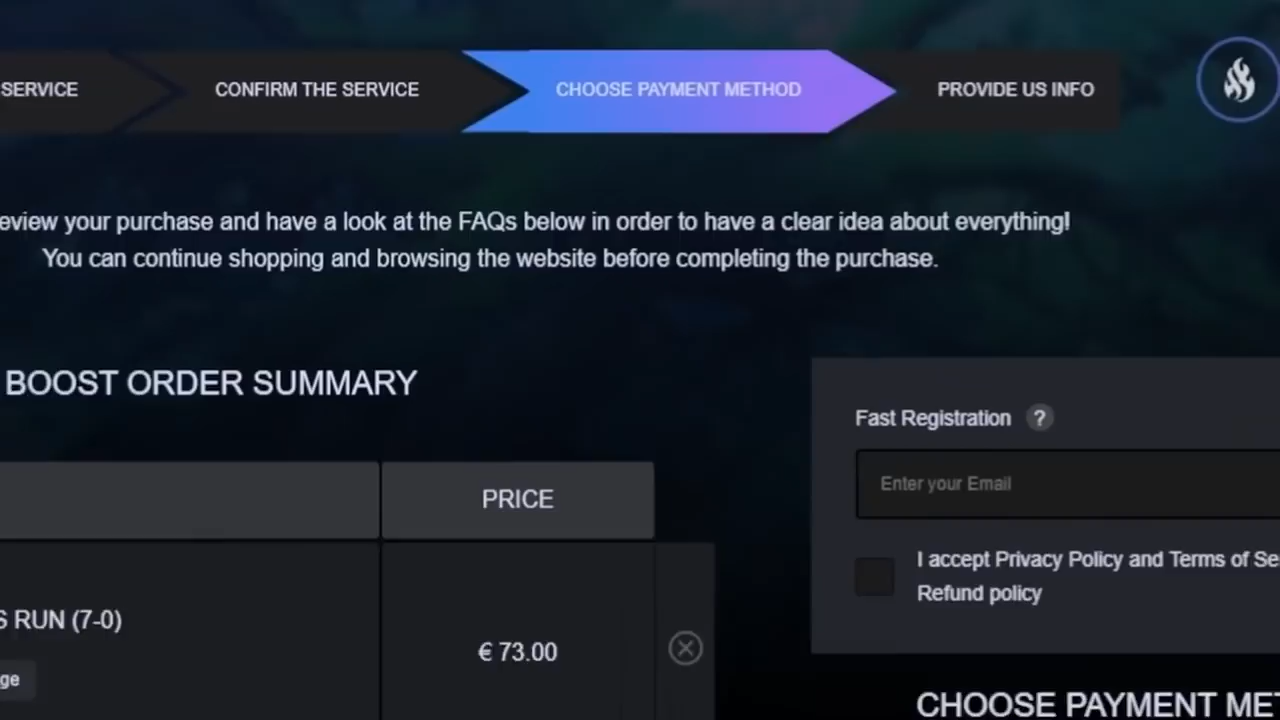 SERVICE
CONFIRM THE SERVICE
CHOOSE PAYMENT METHOD
PROVIDE US INFO
eview your purchase and have a look at the FAQs below in order to have a clear idea about everything!
You can continue shopping and browsing the website before completing the purchase.
BOOST ORDER SUMMARY
PRICE
S RUN (7-0)
ge
€ 73.00
Fast Registration ?
Enter your Email
I accept Privacy Policy and Terms of Se
Refund policy
CHOOSE PAYMENT MET